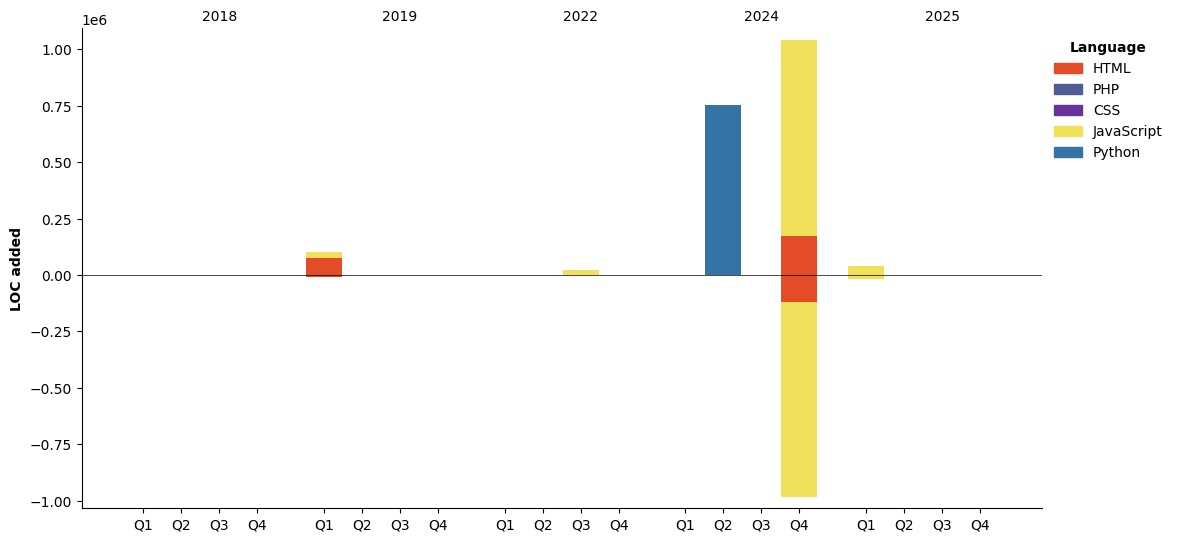 2018 2019 2022 2024 2025
1e6
Language
HTML
PHP
CSS
JavaScript
Python
LOC added
1.00
0.75
0.50
0.25
0.00
−0.25
−0.50
−0.75
−1.00
Q1 Q2 Q3 Q4 Q1 Q2 Q3 Q4 Q1 Q2 Q3 Q4 Q1 Q2 Q3 Q4 Q1 Q2 Q3 Q4